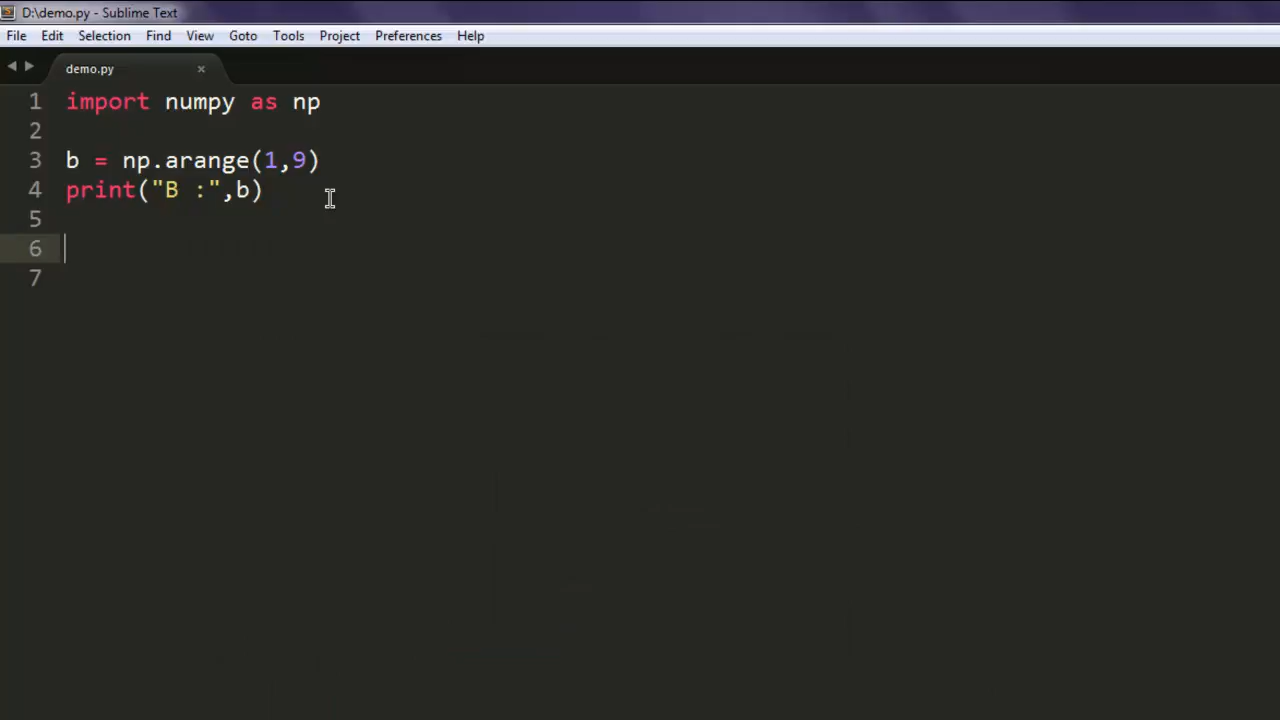 D:\demo.py - Sublime Text
File Edit Selection Find View Goto Tools Project Preferences Help
demo.py ×
1 import numpy as np
2
3 b = np.arange(1,9)
4 print("B :",b)
5
6
7